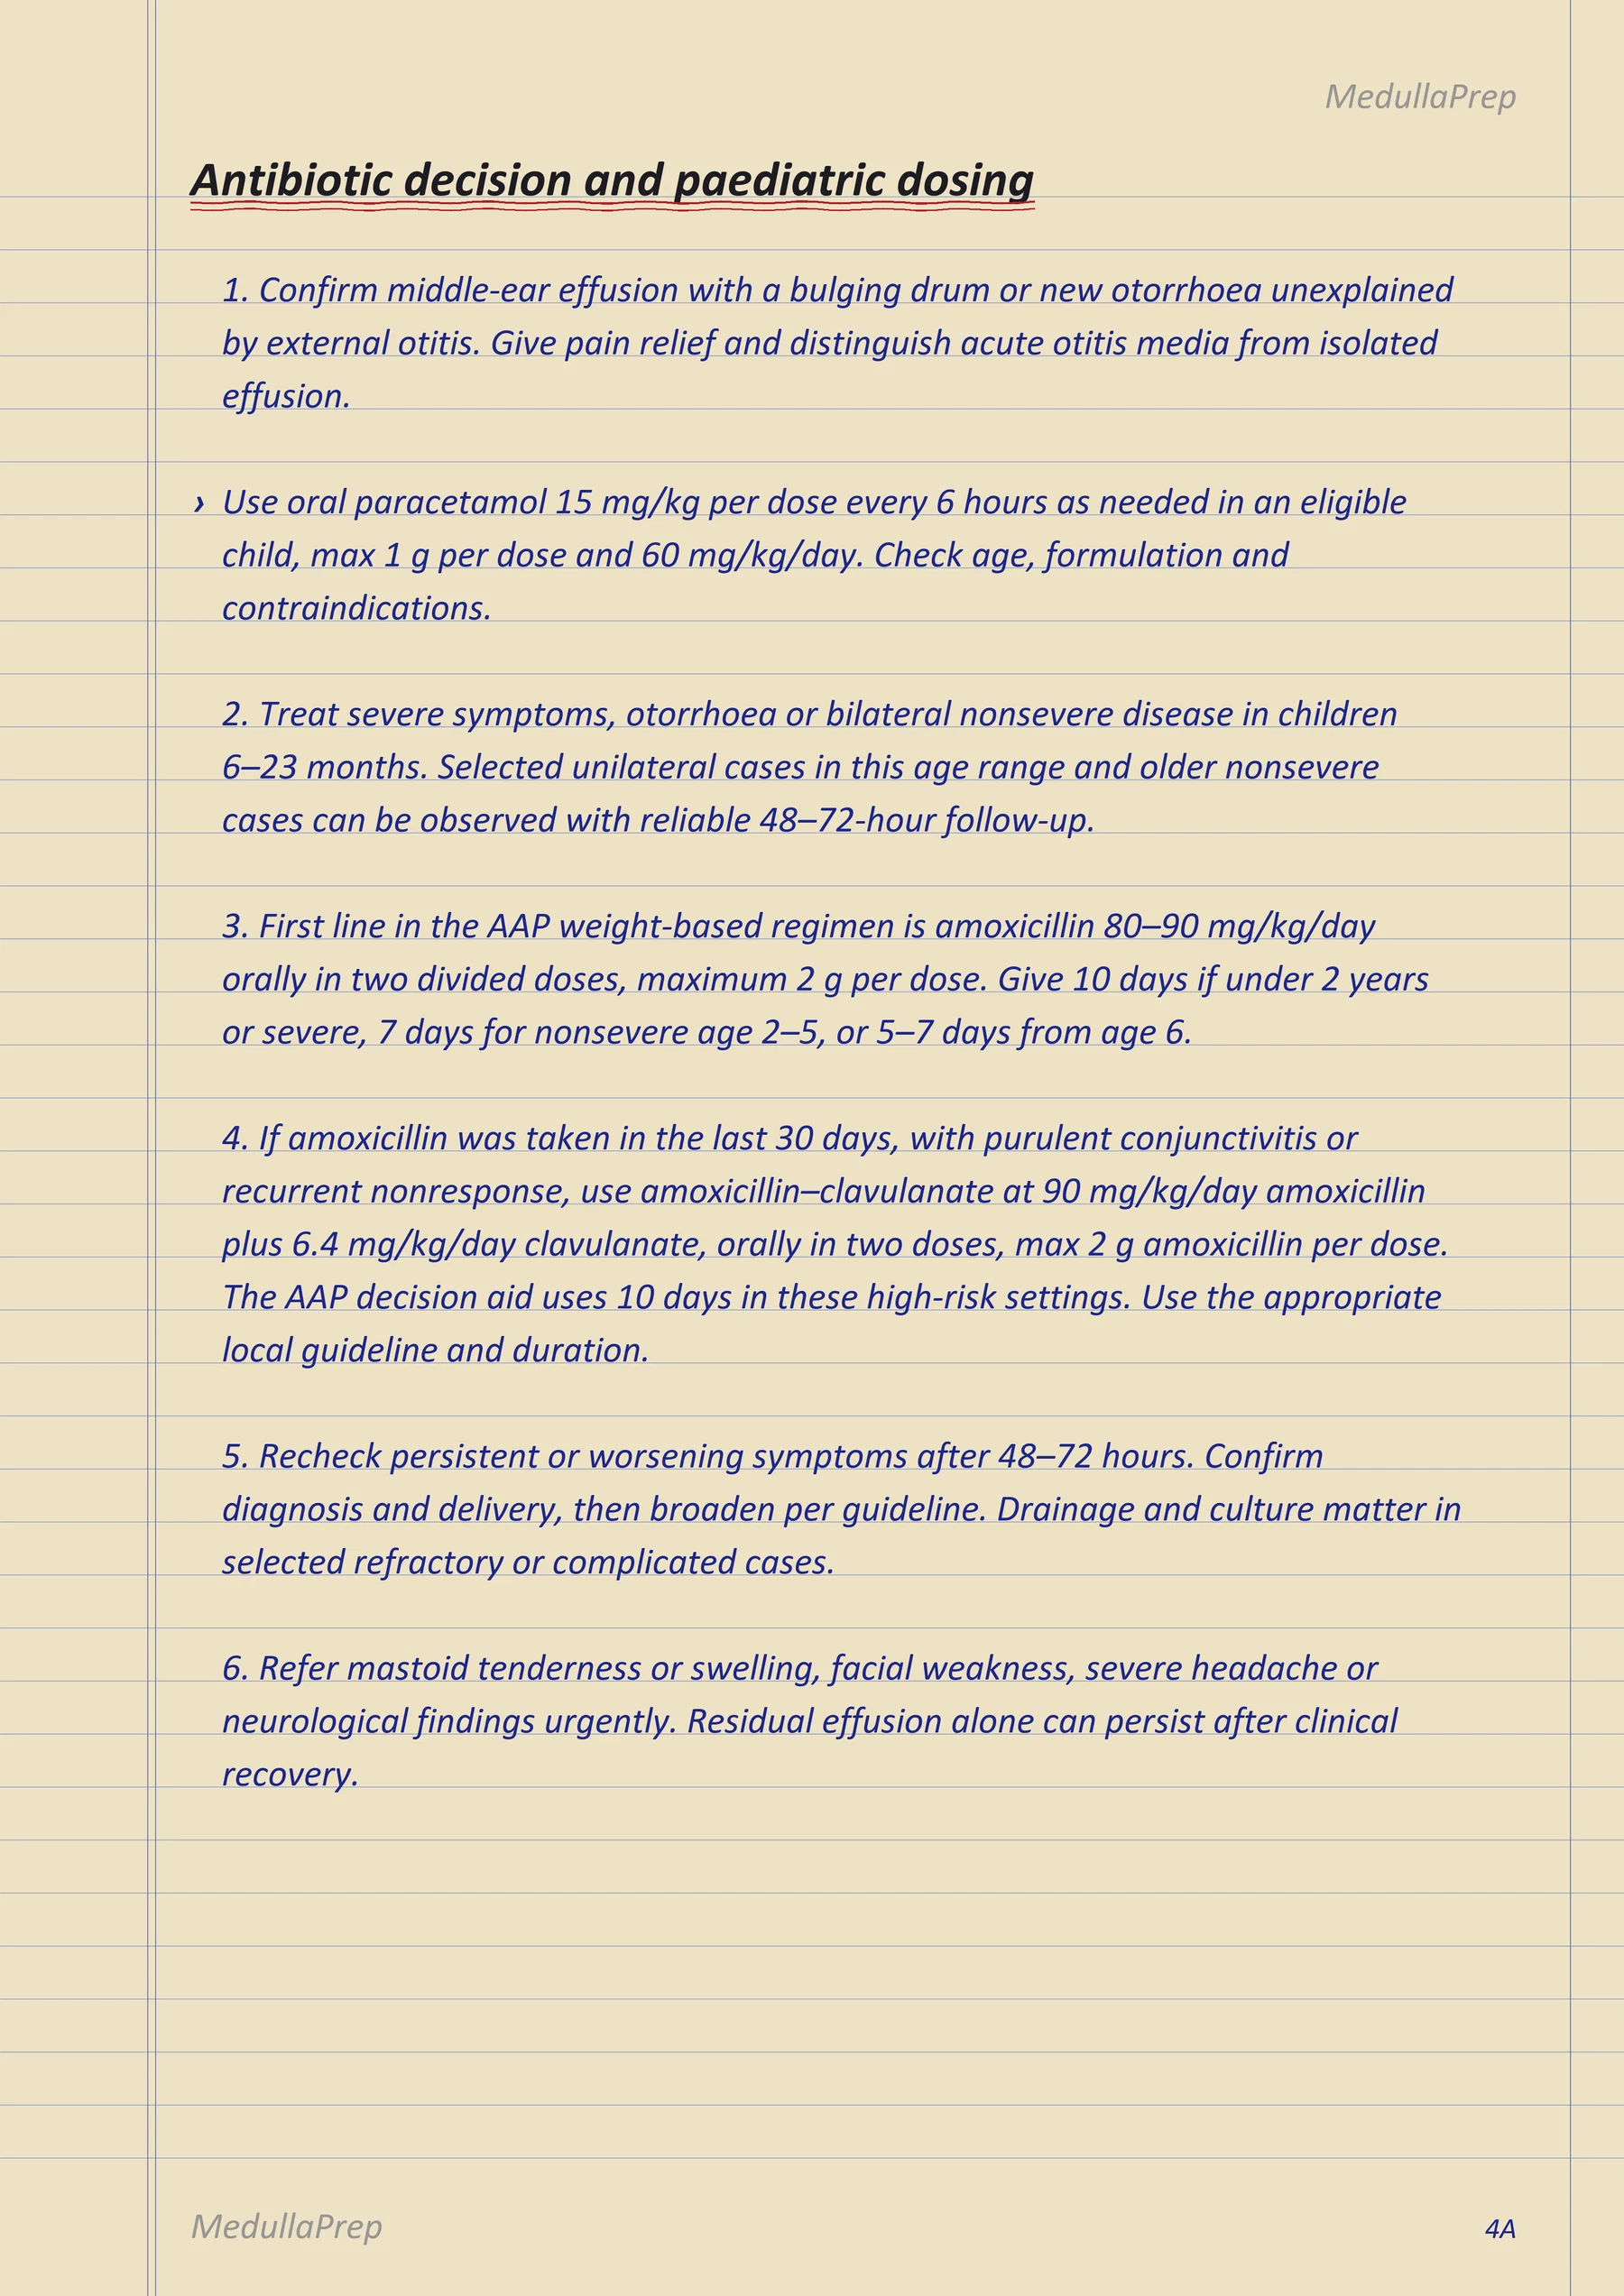 MedullaPrep
Antibiotic decision and paediatric dosing
1. Confirm middle-ear effusion with a bulging drum or new otorrhoea unexplained
by external otitis. Give pain relief and distinguish acute otitis media from isolated
effusion.
› Use oral paracetamol 15 mg/kg per dose every 6 hours as needed in an eligible
child, max 1 g per dose and 60 mg/kg/day. Check age, formulation and
contraindications.
2. Treat severe symptoms, otorrhoea or bilateral nonsevere disease in children
6–23 months. Selected unilateral cases in this age range and older nonsevere
cases can be observed with reliable 48–72-hour follow-up.
3. First line in the AAP weight-based regimen is amoxicillin 80–90 mg/kg/day
orally in two divided doses, maximum 2 g per dose. Give 10 days if under 2 years
or severe, 7 days for nonsevere age 2–5, or 5–7 days from age 6.
4. If amoxicillin was taken in the last 30 days, with purulent conjunctivitis or
recurrent nonresponse, use amoxicillin–clavulanate at 90 mg/kg/day amoxicillin
plus 6.4 mg/kg/day clavulanate, orally in two doses, max 2 g amoxicillin per dose.
The AAP decision aid uses 10 days in these high-risk settings. Use the appropriate
local guideline and duration.
5. Recheck persistent or worsening symptoms after 48–72 hours. Confirm
diagnosis and delivery, then broaden per guideline. Drainage and culture matter in
selected refractory or complicated cases.
6. Refer mastoid tenderness or swelling, facial weakness, severe headache or
neurological findings urgently. Residual effusion alone can persist after clinical
recovery.
MedullaPrep
4A